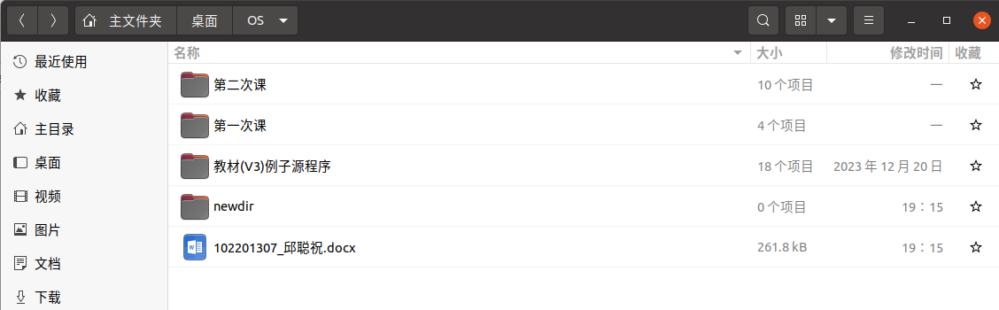 主文件夹 桌面 OS
名称 大小 修改时间 收藏
最近使用
收藏
主目录
桌面
视频
图片
文档
下载
第二次课 10 个项目 —
第一次课 4 个项目 —
教材(V3)例子源程序 18 个项目 2023 年 12 月 20 日
newdir 0 个项目 19：15
102201307_邱聪祝.docx 261.8 kB 19：15